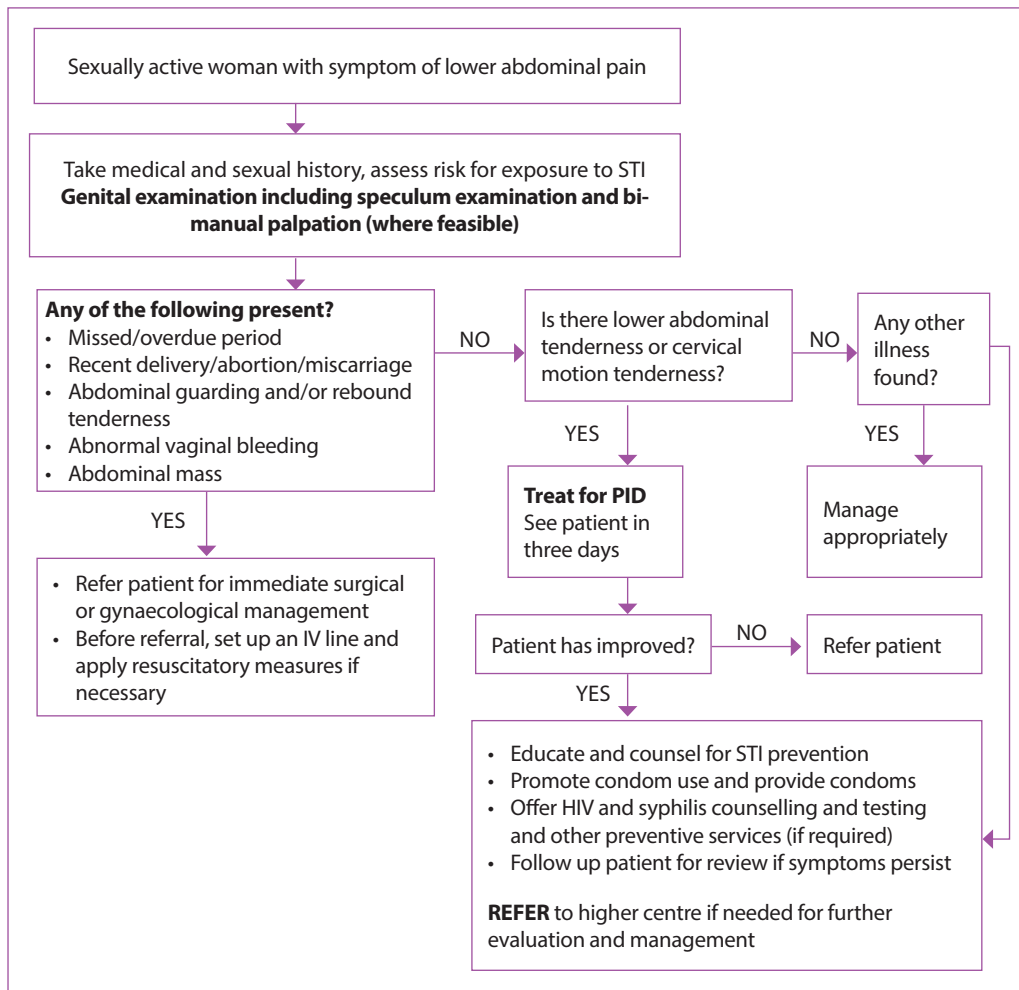 Sexually active woman with symptom of lower abdominal pain
Take medical and sexual history, assess risk for exposure to STI
Genital examination including speculum examination and bi-
manual palpation (where feasible)
Any of the following present?
• Missed/overdue period
• Recent delivery/abortion/miscarriage
• Abdominal guarding and/or rebound
tenderness
• Abnormal vaginal bleeding
• Abdominal mass
NO
Is there lower abdominal
tenderness or cervical
motion tenderness?
NO
Any other
illness
found?
YES
• Refer patient for immediate surgical
or gynaecological management
• Before referral, set up an IV line and
apply resuscitatory measures if
necessary
YES
Treat for PID
See patient in
three days
YES
Manage
appropriately
Patient has improved?
NO
Refer patient
YES
• Educate and counsel for STI prevention
• Promote condom use and provide condoms
• Offer HIV and syphilis counselling and testing
and other preventive services (if required)
• Follow up patient for review if symptoms persist
REFER to higher centre if needed for further
evaluation and management